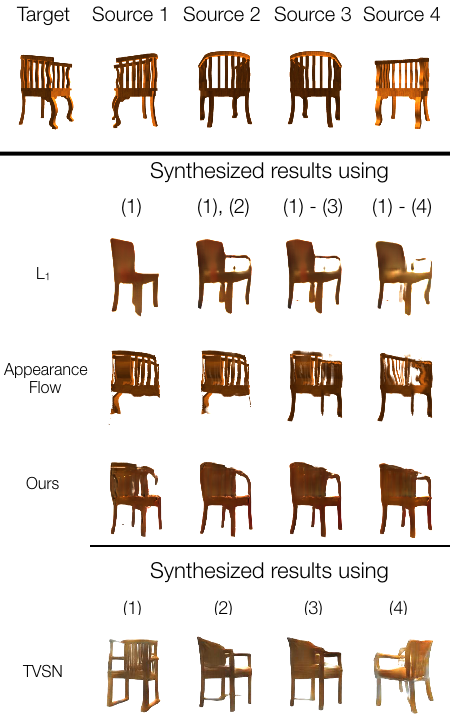 Target Source 1 Source 2 Source 3 Source 4
Synthesized results using
(1) (1), (2) (1) - (3) (1) - (4)
L₁
Appearance
Flow
Ours
Synthesized results using
(1) (2) (3) (4)
TVSN